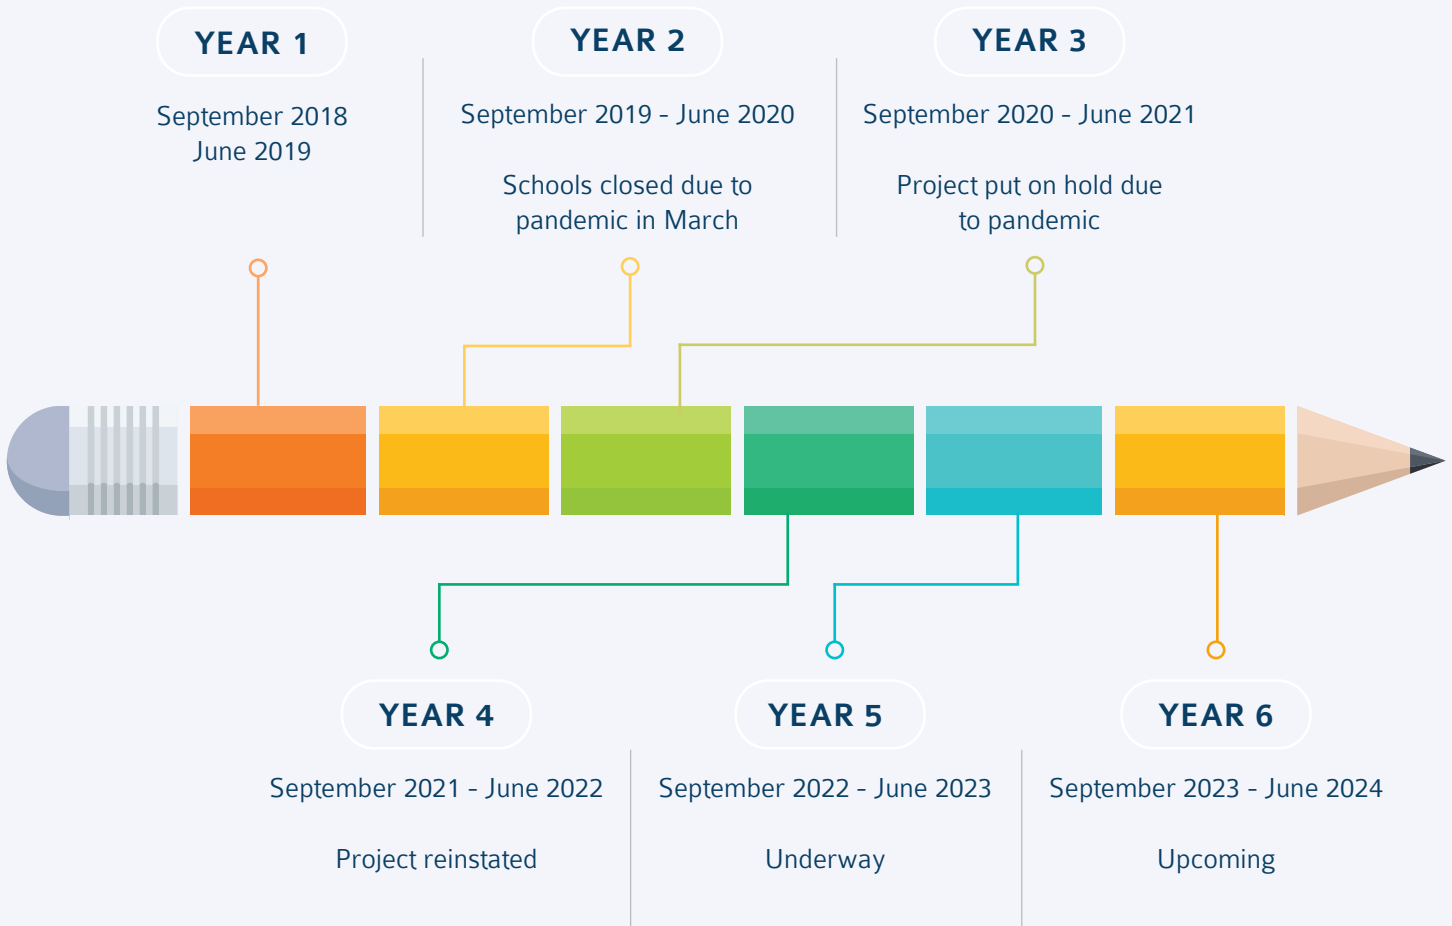 YEAR 1
September 2018
June 2019
YEAR 2
September 2019 - June 2020
Schools closed due to
pandemic in March
YEAR 3
September 2020 - June 2021
Project put on hold due
to pandemic
YEAR 4
September 2021 - June 2022
Project reinstated
YEAR 5
September 2022 - June 2023
Underway
YEAR 6
September 2023 - June 2024
Upcoming